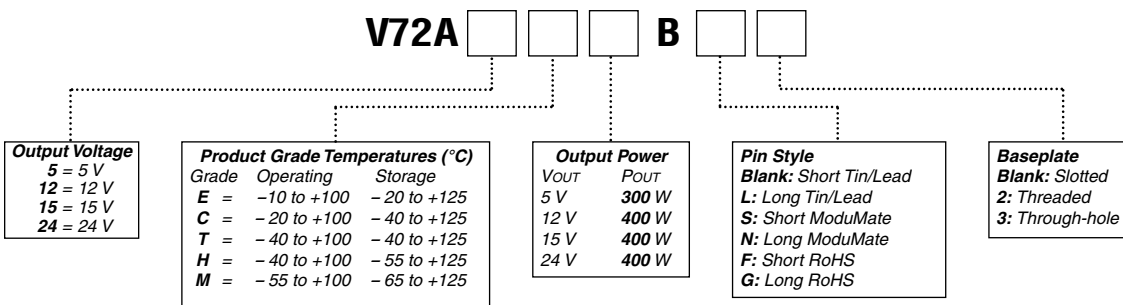 V72A B
Output Voltage
5 = 5 V
12 = 12 V
15 = 15 V
24 = 24 V
Product Grade Temperatures (°C)
Grade Operating Storage
E = –10 to +100 – 20 to +125
C = – 20 to +100 – 40 to +125
T = – 40 to +100 – 40 to +125
H = – 40 to +100 – 55 to +125
M = – 55 to +100 – 65 to +125
Output Power
VOUT POUT
5 V 300 W
12 V 400 W
15 V 400 W
24 V 400 W
Pin Style
Blank: Short Tin/Lead
L: Long Tin/Lead
S: Short ModuMate
N: Long ModuMate
F: Short RoHS
G: Long RoHS
Baseplate
Blank: Slotted
2: Threaded
3: Through-hole